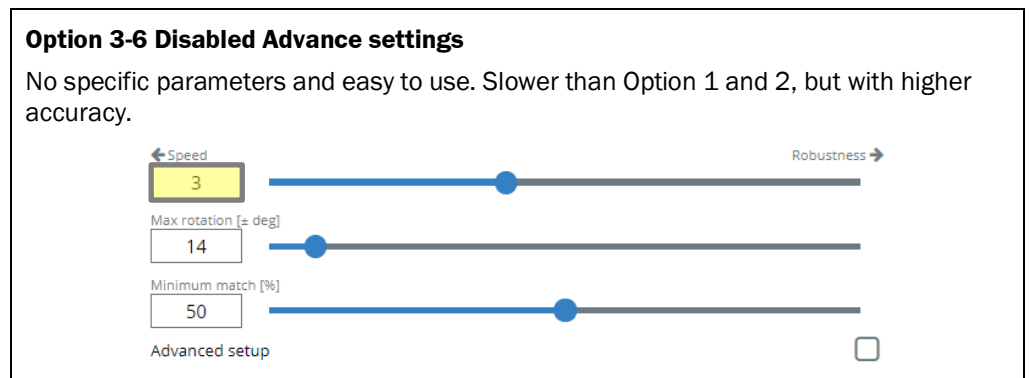 Option 3-6 Disabled Advance settings
No specific parameters and easy to use. Slower than Option 1 and 2, but with higher
accuracy.
← Speed Robustness →
3
Max rotation [± deg]
14
Minimum match [%]
50
Advanced setup